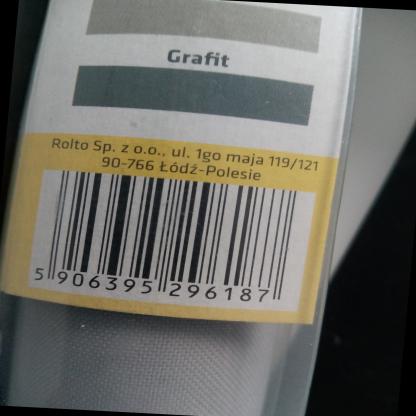 Grafit
Rolto Sp. z o.o., ul. 1go maja 119/121
90-766 Łódź-Polesie
5 906395 296187